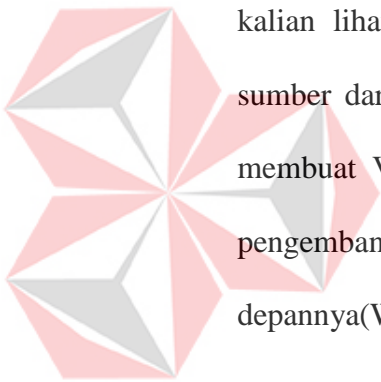 kalian liha
sumber dar
membuat V
pengemban
depannya(V